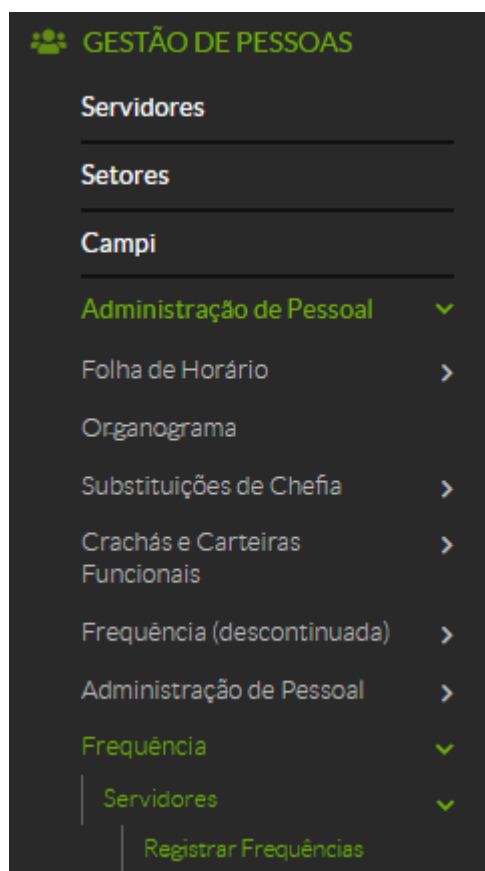 GESTÃO DE PESSOAS
Servidores
Setores
Campi
Administração de Pessoal
Folha de Horário
Organograma
Substituições de Chefia
Crachás e Carteiras
Funcionais
Frequência (descontinuada)
Administração de Pessoal
Frequência
Servidores
Registrar Frequências